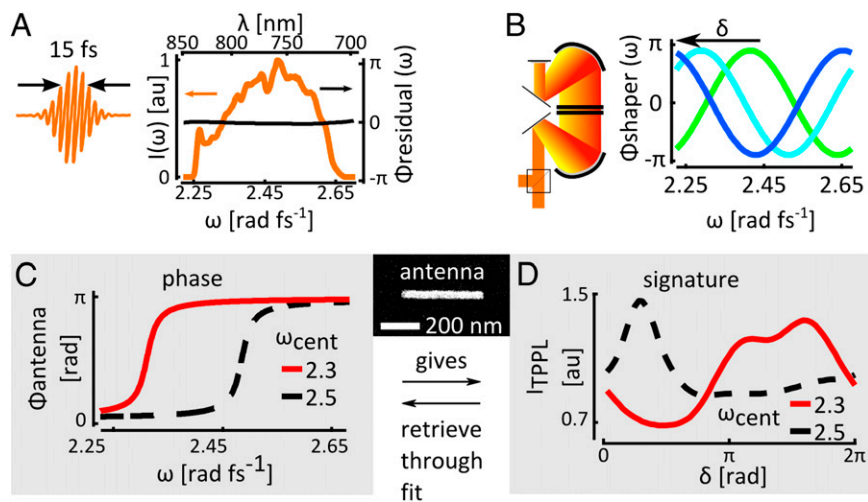 A
15 fs
λ [nm]
850 800 750 700
1
I(ω) [au]
0
π
0
-π
Φresidual (ω)
2.25 2.45 2.65
ω [rad fs⁻¹]
B
δ
π
0
-π
Φshaper (ω)
2.25 2.45 2.65
ω [rad fs⁻¹]
C
phase
π
0
Φantenna
[rad]
ωcent
2.3
2.5
2.25 2.45 2.65
ω [rad fs⁻¹]
antenna
200 nm
gives
retrieve
through
fit
D
signature
1.5
0.7
ITPPL
[au]
ωcent
2.3
2.5
0 π 2π
δ [rad]